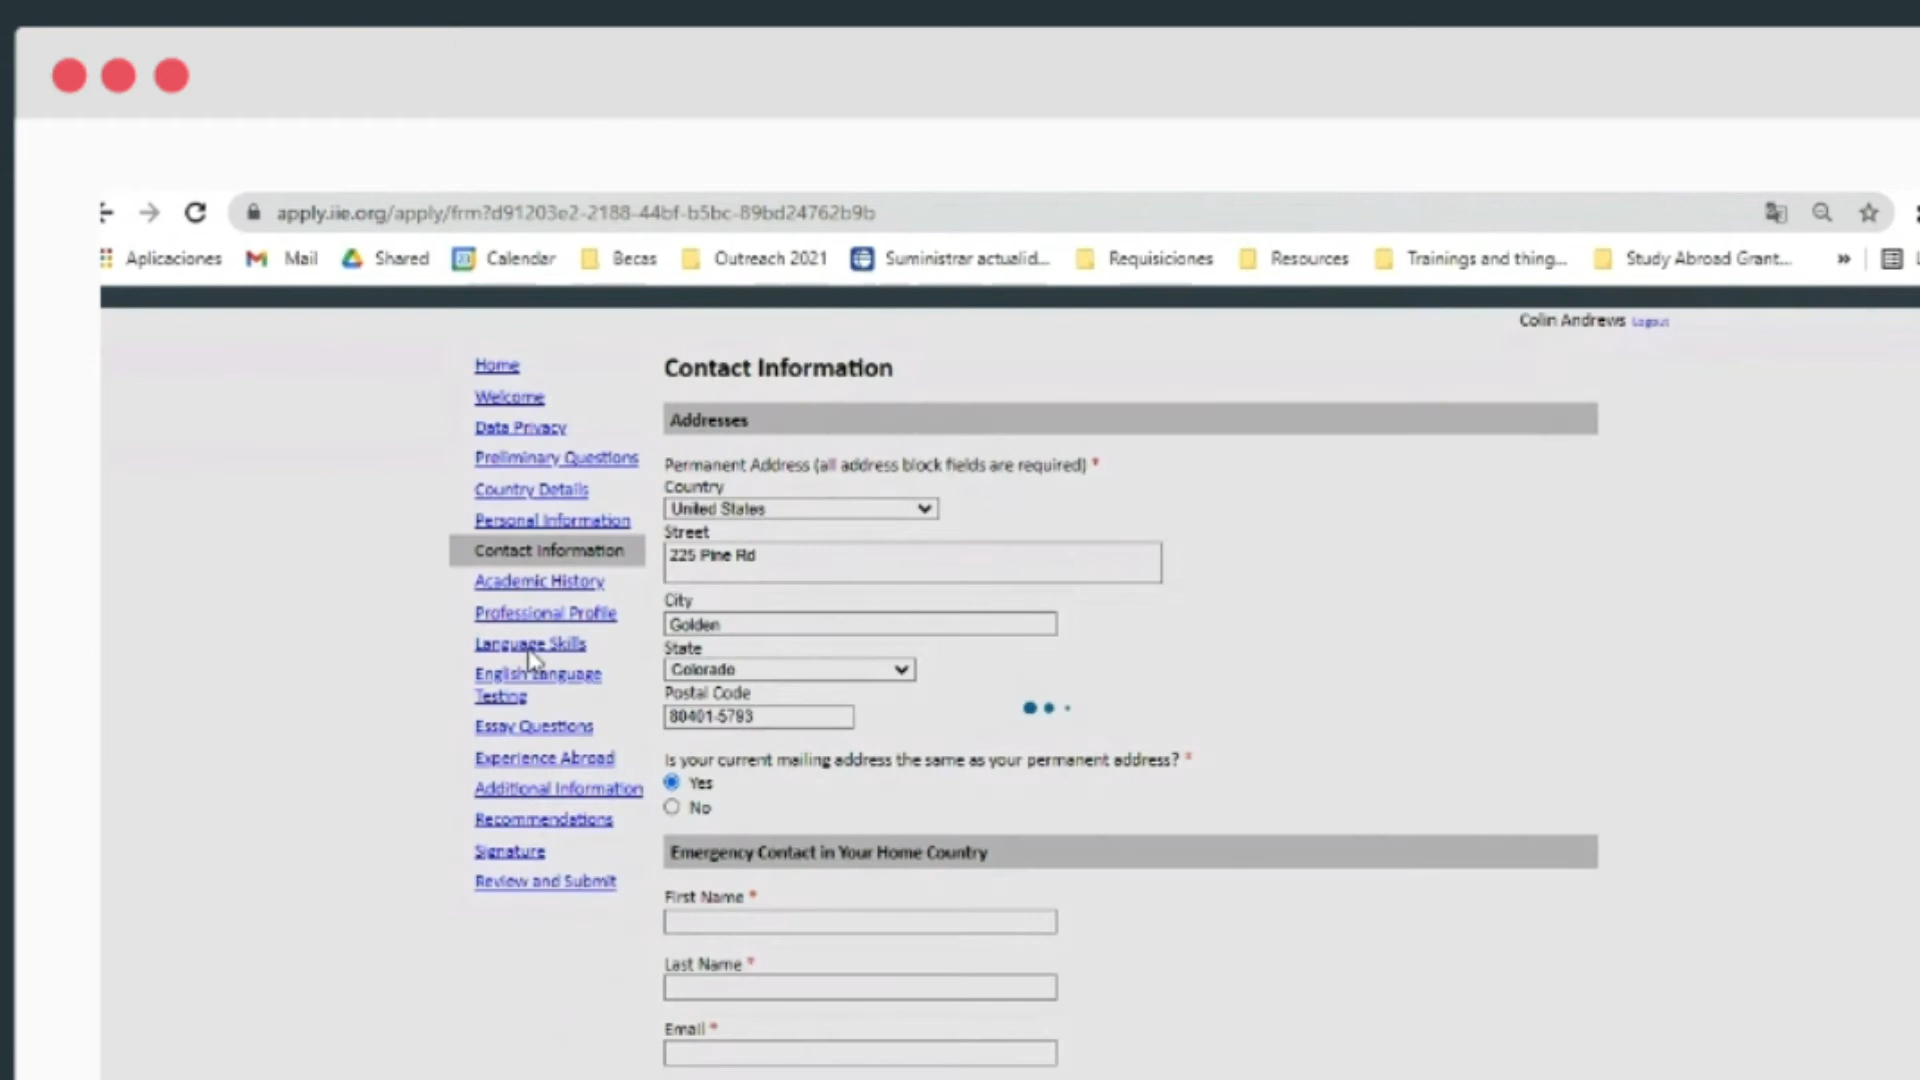 apply.iie.org/apply/frm?d91203e2-2188-44bf-b5bc-89bd24762b9b
Aplicaciones Mail Shared Calendar Becas Outreach 2021 Suministrar actualid... Requisiciones Resources Trainings and thing... Study Abroad Grant... »
Colin Andrews Logout
Home
Welcome
Data Privacy
Preliminary Questions
Country Details
Personal Information
Contact Information
Academic History
Professional Profile
Language Skills
English Language
Testing
Essay Questions
Experience Abroad
Additional Information
Recommendations
Signature
Review and Submit
Contact Information
Addresses
Permanent Address (all address block fields are required) *
Country
United States
Street
225 Pine Rd
City
Golden
State
Colorado
Postal Code
80401-5793
Is your current mailing address the same as your permanent address? *
Yes
No
Emergency Contact in Your Home Country
First Name *
Last Name *
Email *